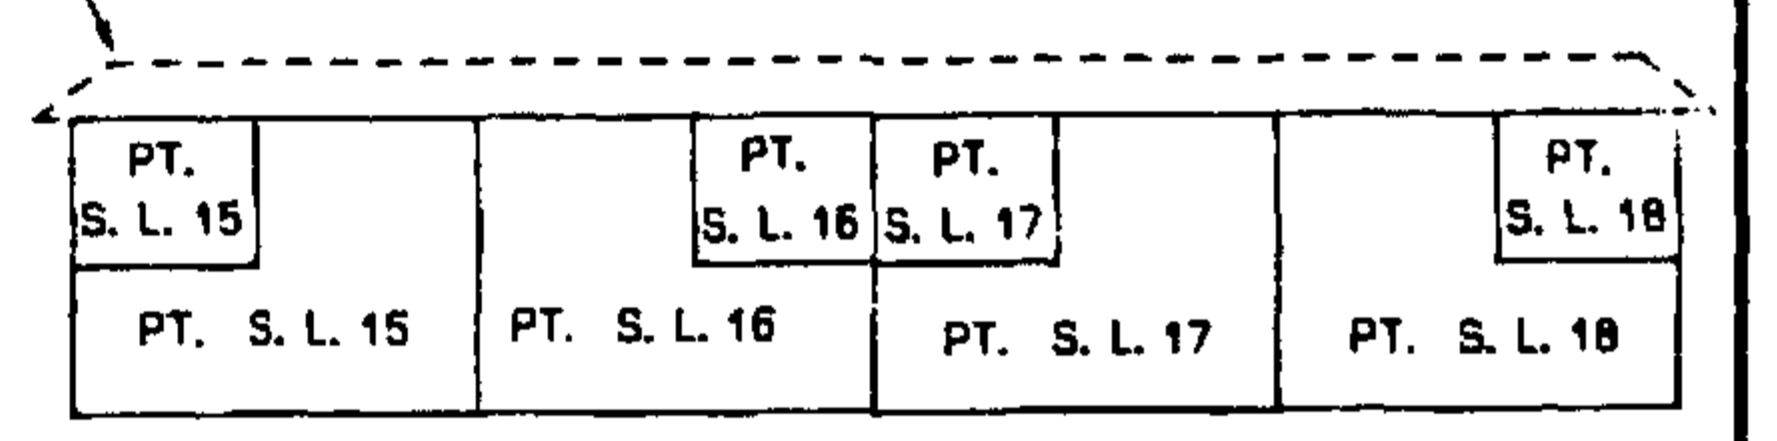 PT.
S. L. 15
PT.
S. L. 16
PT.
S. L. 17
PT.
S. L. 18
PT. S. L. 15
PT. S. L. 16
PT. S. L. 17
PT. S. L. 18